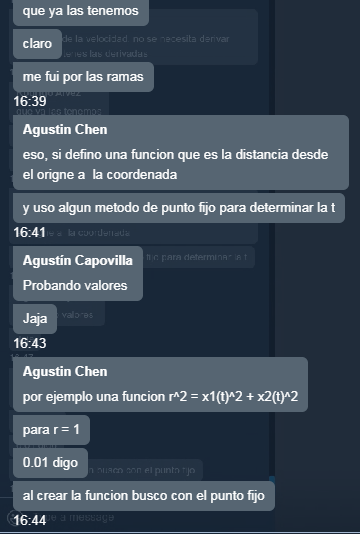 que ya las tenemos
claro
me fui por las ramas
16:39
Agustin Chen
eso, si defino una funcion que es la distancia desde
el origne a la coordenada
y uso algun metodo de punto fijo para determinar la t
16:41
Agustín Capovilla
Probando valores
Jaja
16:43
Agustin Chen
por ejemplo una funcion r^2 = x1(t)^2 + x2(t)^2
para r = 1
0.01 digo
al crear la funcion busco con el punto fijo
16:44